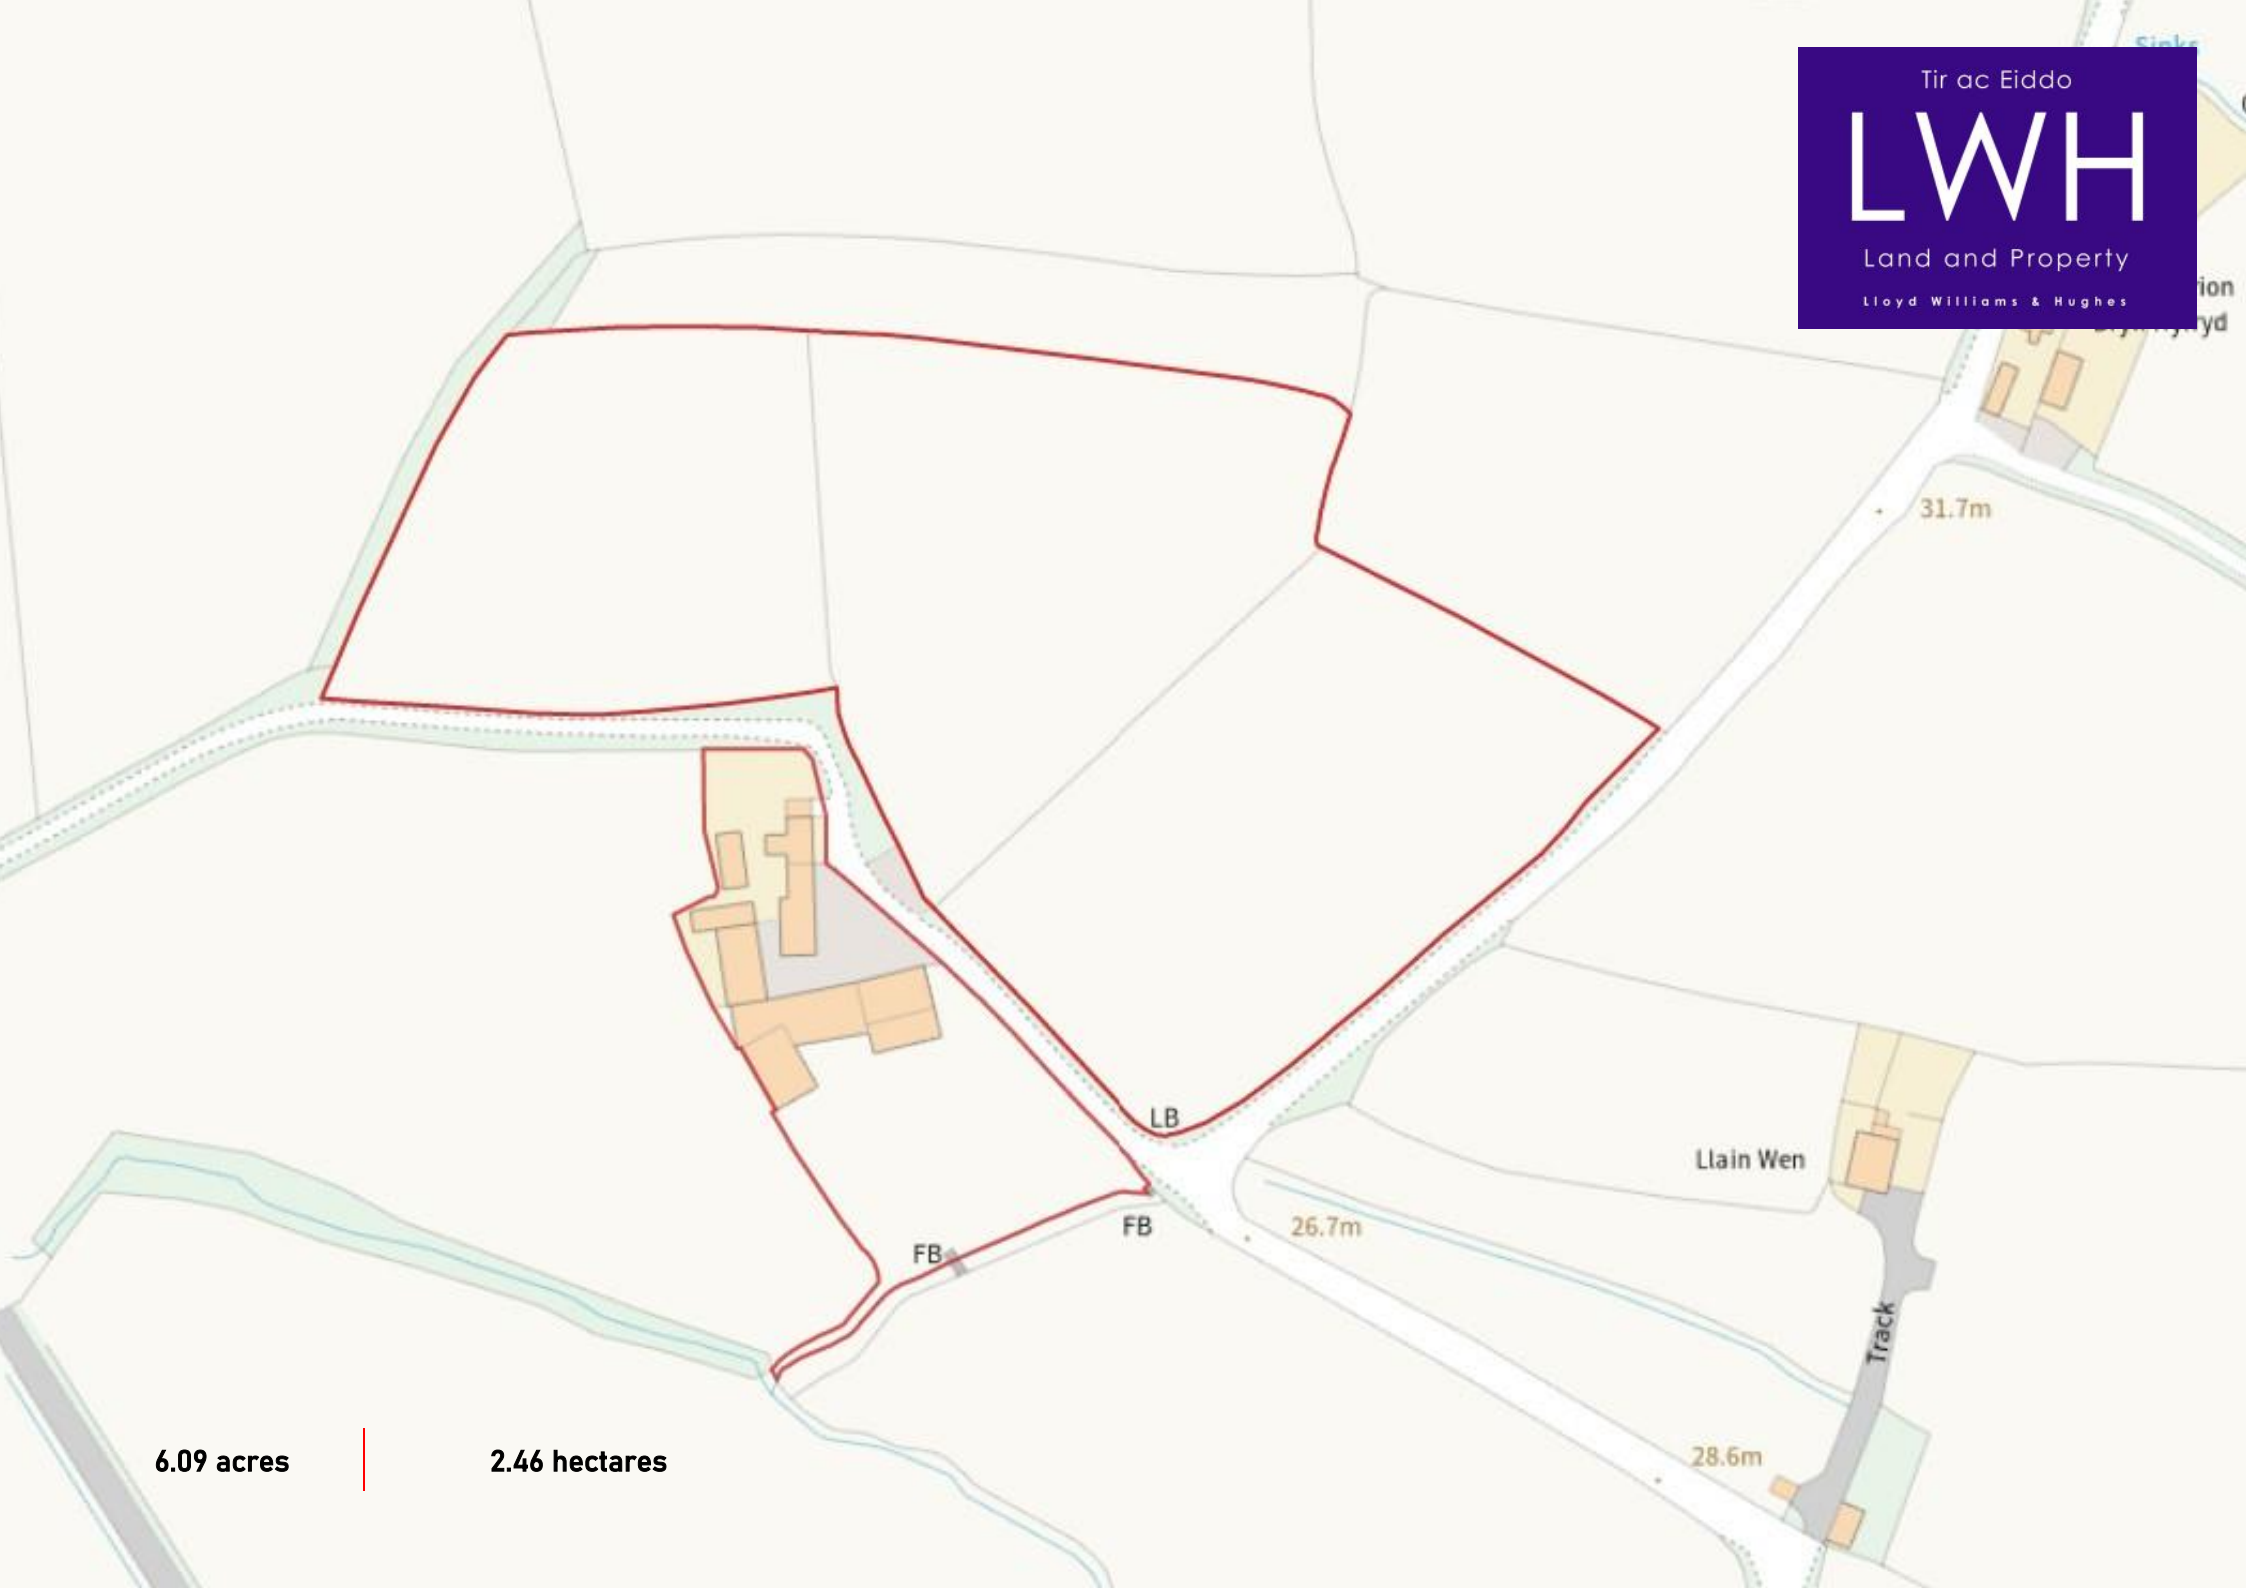 Sinks
Tir ac Eiddo
LWH
Land and Property
Lloyd Williams & Hughes
31.7m
LB
Llain Wen
FB
26.7m
FB
Track
6.09 acres
2.46 hectares
28.6m